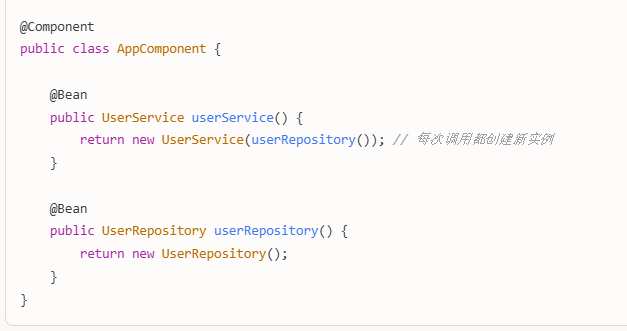 @Component
public class AppComponent {
@Bean
public UserService userService() {
return new UserService(userRepository()); // 每次调用都创建新实例
}
@Bean
public UserRepository userRepository() {
return new UserRepository();
}
}